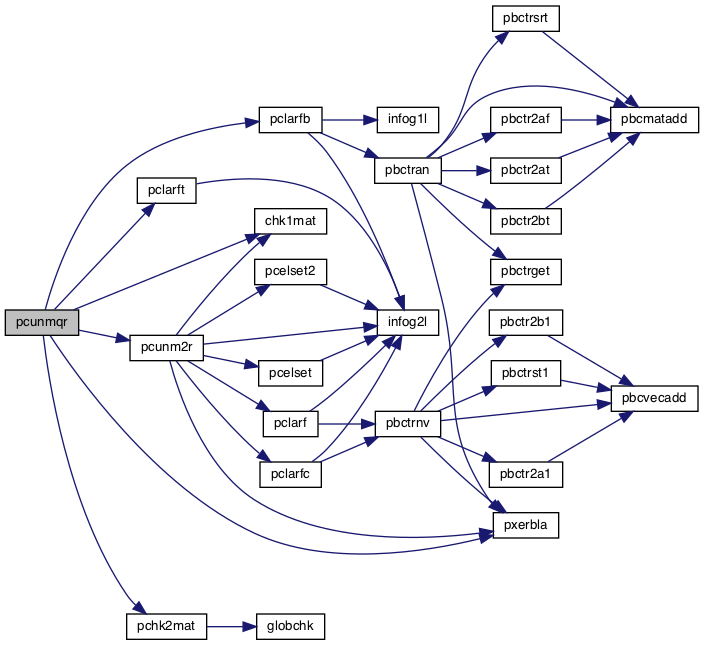 pbctrsrt
pclarfb
infog1l
pbctr2af
pbcmatadd
pbctran
pbctr2at
pclarft
chk1mat
pbctr2bt
pcelset2
pbctrget
pcunmqr
infog2l
pbctr2b1
pcunm2r
pcelset
pbctrst1
pbcvecadd
pclarf
pbctrnv
pclarfc
pbctr2a1
pxerbla
pchk2mat
globchk